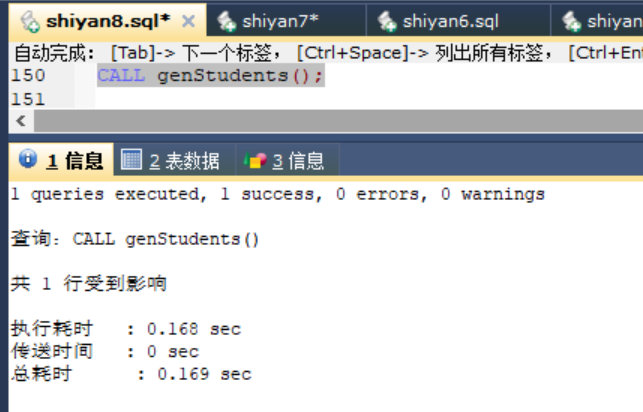 shiyan8.sql* shiyan7* shiyan6.sql shiyan
自动完成： [Tab]-> 下一个标签， [Ctrl+Space]-> 列出所有标签， [Ctrl+Ent
150 CALL genStudents();
151
1 信息 2 表数据 3 信息
1 queries executed, 1 success, 0 errors, 0 warnings
查询：CALL genStudents()
共 1 行受到影响
执行耗时 : 0.168 sec
传送时间 : 0 sec
总耗时 : 0.169 sec